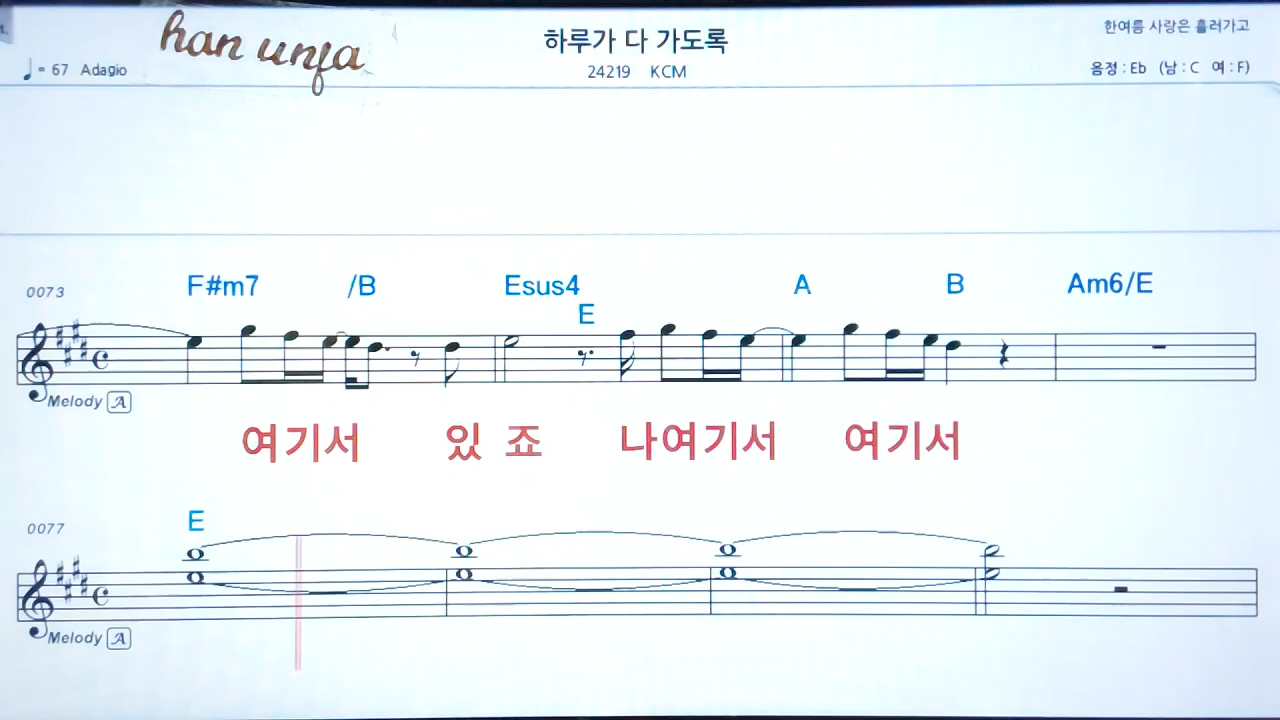 han unfa
하루가 다 가도록
한여름 사랑은 흘러가고
♩= 67 Adagio
24219 KCM
음정 : Eb (남 : C 여 : F)
0073
F#m7 /B Esus4 E A B Am6/E
Melody A
여기서 있 죠 나여기서 여기서
0077
E
Melody A